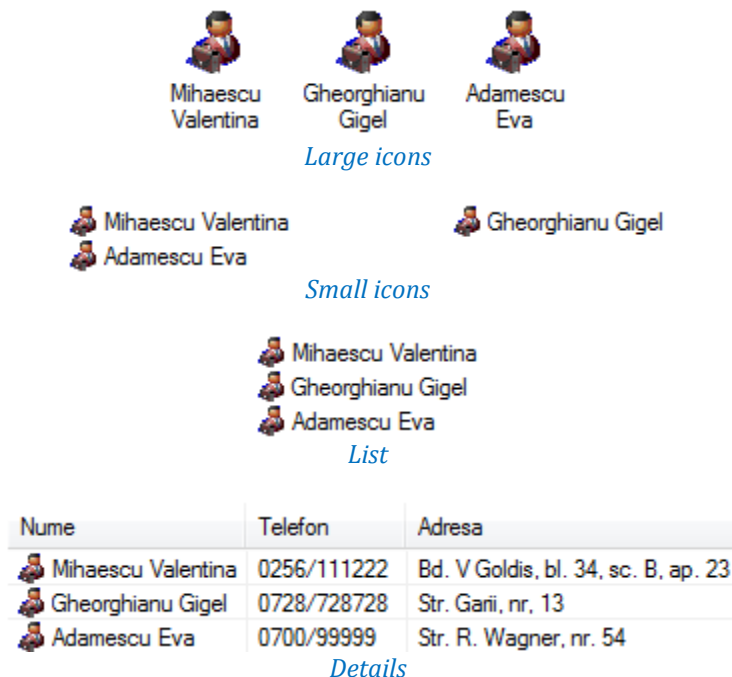 Mihaescu Gheorghianu Adamescu
Valentina Gigel Eva
Large icons
Mihaescu Valentina Gheorghianu Gigel
Adamescu Eva
Small icons
Mihaescu Valentina
Gheorghianu Gigel
Adamescu Eva
List
Nume Telefon Adresa
Mihaescu Valentina 0256/111222 Bd. V Goldis, bl. 34, sc. B, ap. 23
Gheorghianu Gigel 0728/728728 Str. Garii, nr, 13
Adamescu Eva 0700/99999 Str. R. Wagner, nr. 54
Details